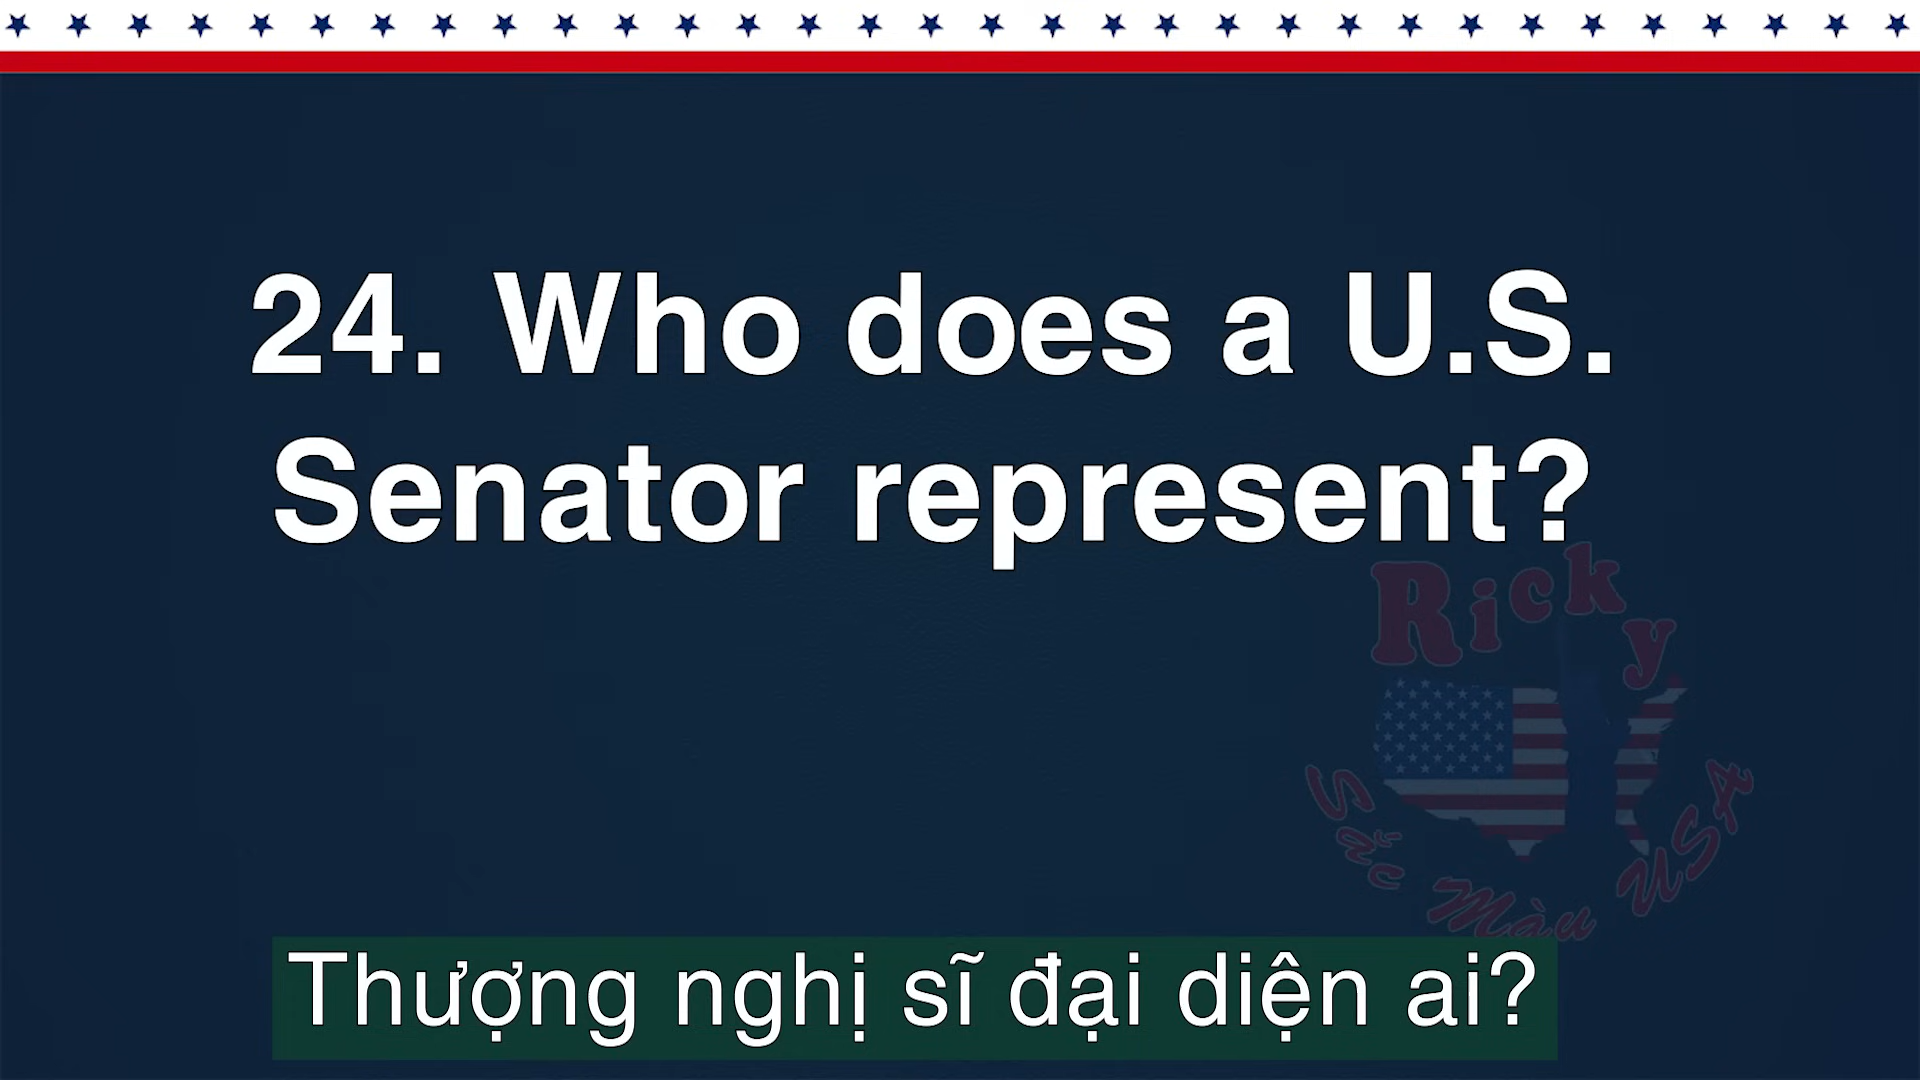 24. Who does a U.S.
Senator represent?
Ricky
Sắc Màu USA
Thượng nghị sĩ đại diện ai?